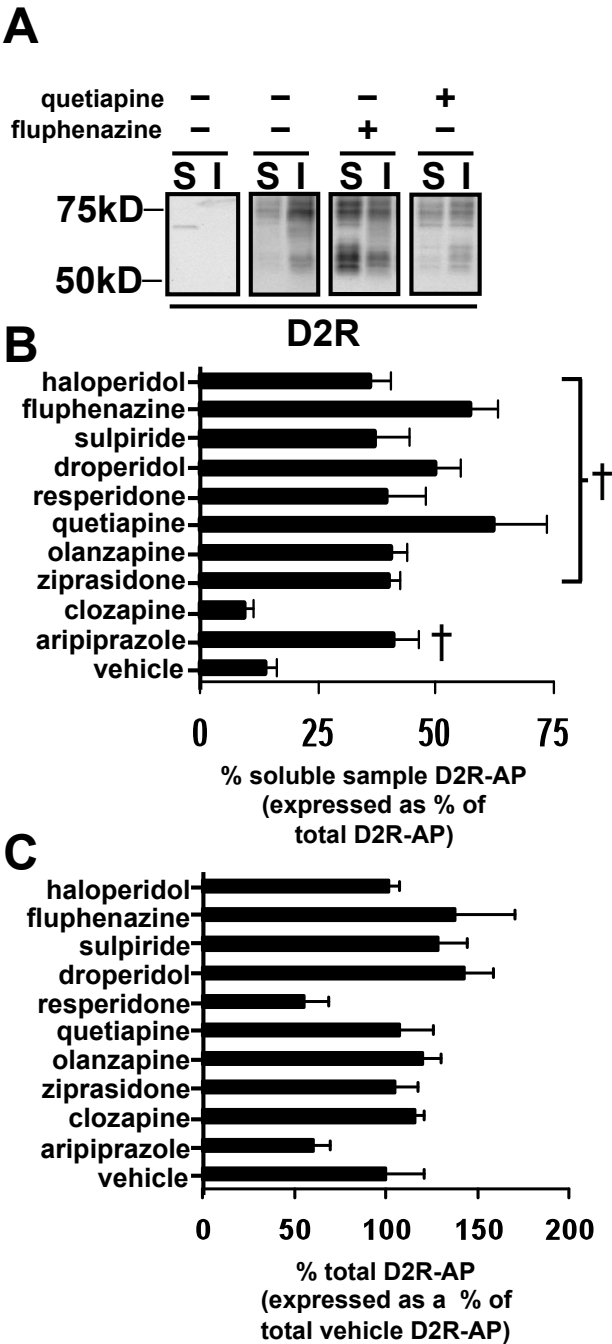 A
quetiapine – – – +
fluphenazine – – + –
S I S I S I S I
75kD
50kD
D2R
B
haloperidol
fluphenazine
sulpiride
droperidol
resperidone
quetiapine
olanzapine
ziprasidone
clozapine
aripiprazole
vehicle
†
†
0 25 50 75
% soluble sample D2R-AP
(expressed as % of
total D2R-AP)
C
haloperidol
fluphenazine
sulpiride
droperidol
resperidone
quetiapine
olanzapine
ziprasidone
clozapine
aripiprazole
vehicle
0 50 100 150 200
% total D2R-AP
(expressed as a % of
total vehicle D2R-AP)